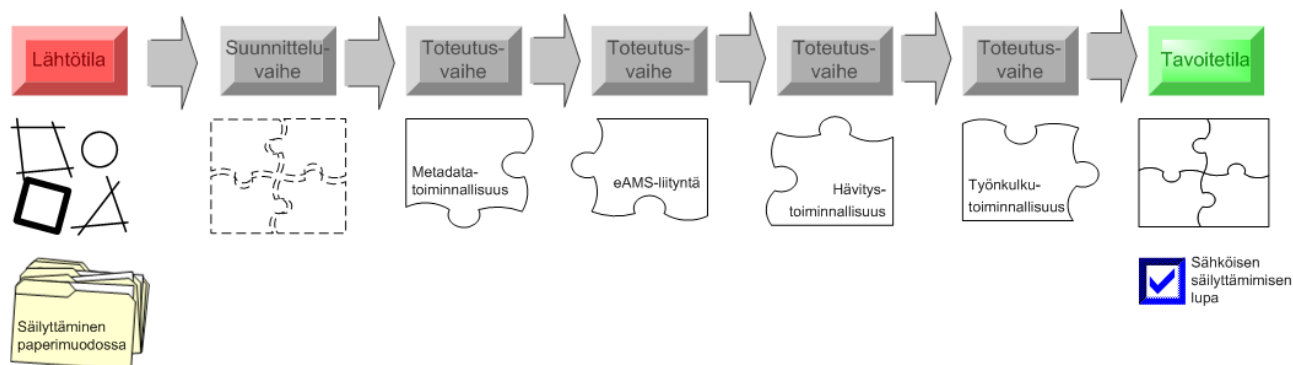 Lähtötila
Suunnittelu-
vaihe
Toteutus-
vaihe
Toteutus-
vaihe
Toteutus-
vaihe
Toteutus-
vaihe
Tavoitetila
Metadata-
toiminnallisuus
eAMS-liityntä
Hävitys-
toiminnallisuus
Työnkulku-
toiminnallisuus
Säilyttäminen
paperimuodossa
Sähköisen
säilyttämimisen
lupa